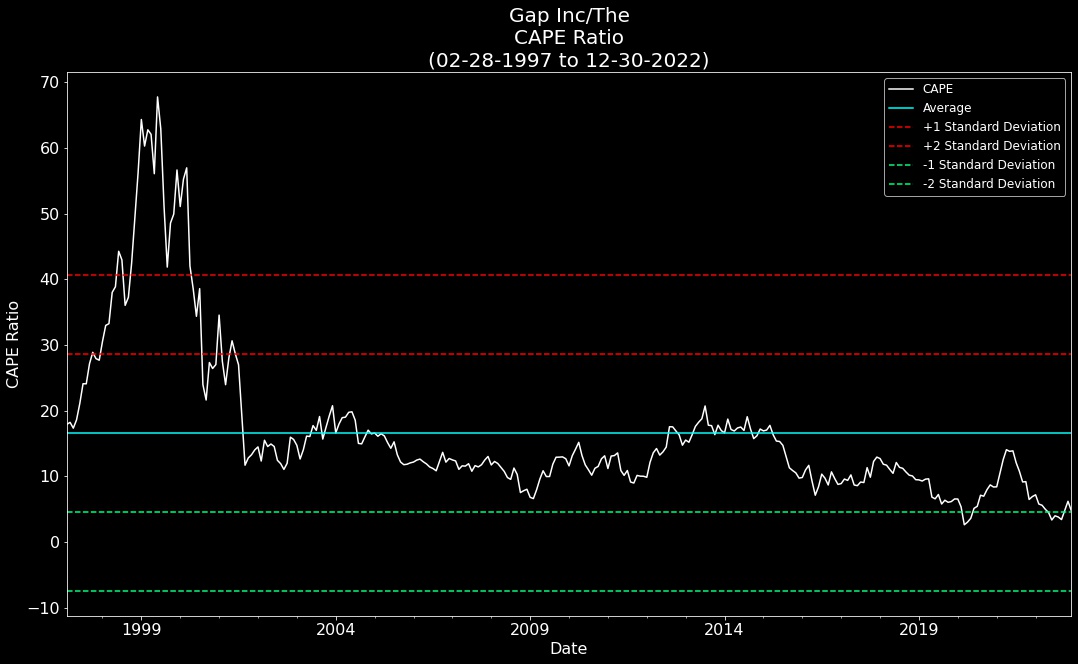 Gap Inc/The
CAPE Ratio
(02-28-1997 to 12-30-2022)
CAPE
Average
+1 Standard Deviation
+2 Standard Deviation
-1 Standard Deviation
-2 Standard Deviation
70
60
50
40
30
20
10
0
−10
CAPE Ratio
1999
2004
2009
2014
2019
Date